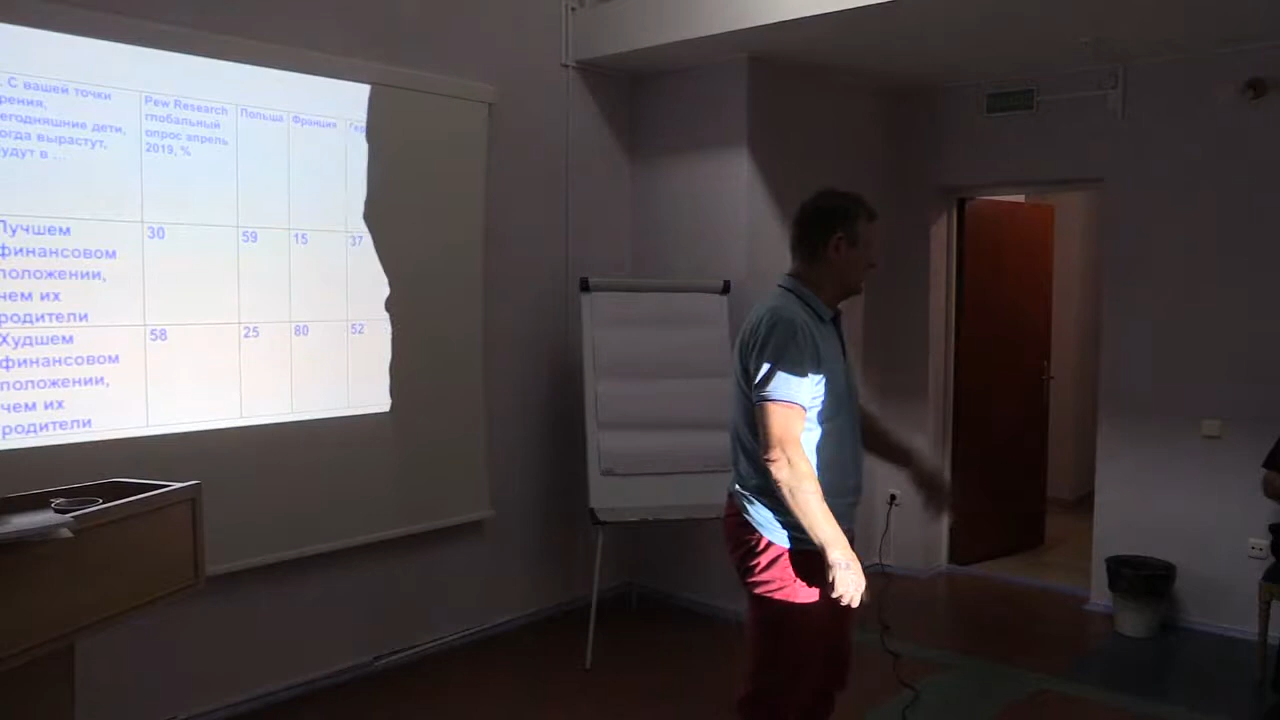 . С вашей точки
рения,
егодняшние дети,
огда вырастут,
удут в ...
Pew Research
глобальный
опрос апрель
2019, %
Польша
Франция
Гер
Лучшем
финансовом
положении,
чем их
родители
30
59
15
37
Худшем
финансовом
положении,
чем их
родители
58
25
80
52